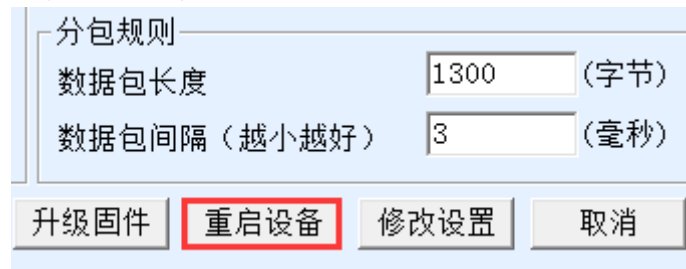 分包规则
数据包长度 1300 (字节)
数据包间隔（越小越好） 3 (毫秒)
升级固件 重启设备 修改设置 取消